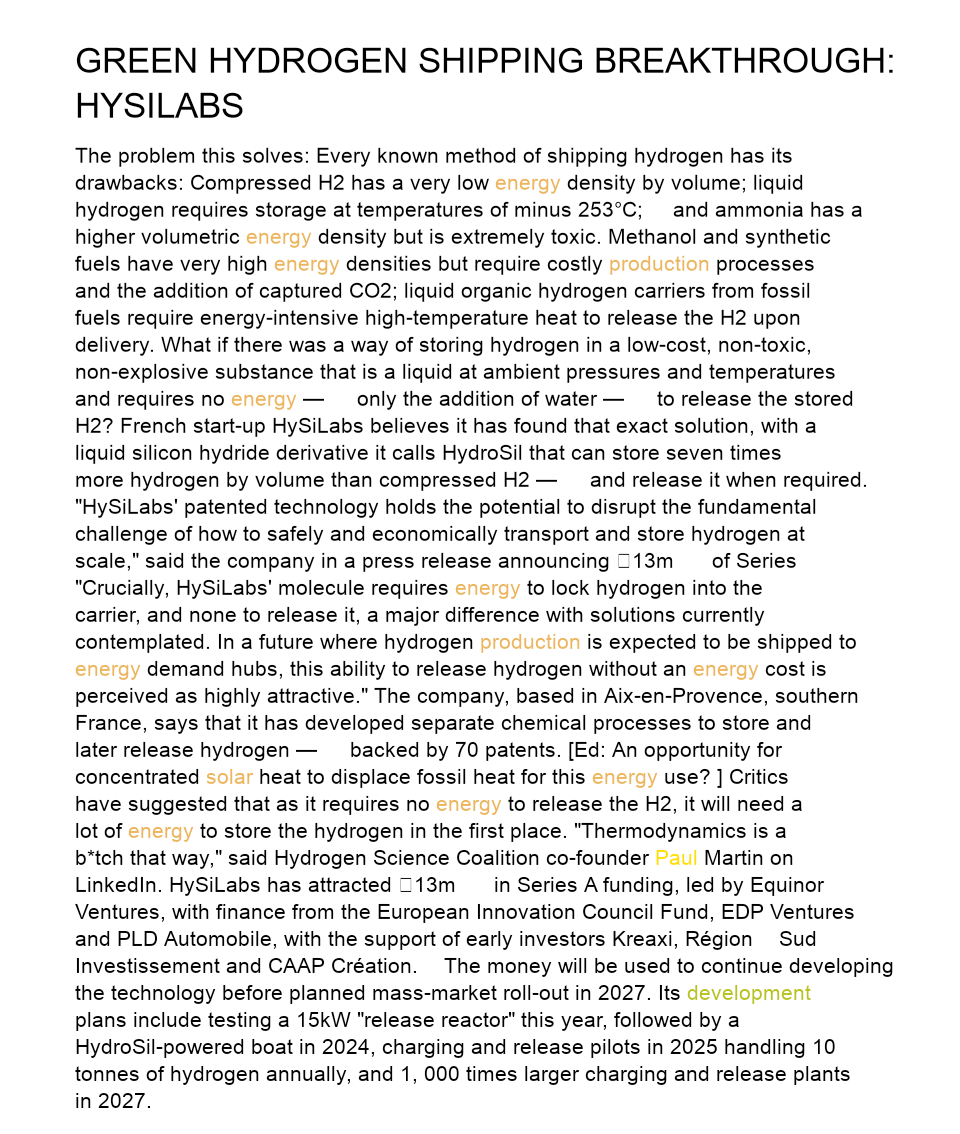 GREEN HYDROGEN SHIPPING BREAKTHROUGH:
HYSILABS
The problem this solves: Every known method of shipping hydrogen has its
drawbacks: Compressed H2 has a very low energy density by volume; liquid
hydrogen requires storage at temperatures of minus 253°C; and ammonia has a
higher volumetric energy density but is extremely toxic. Methanol and synthetic
fuels have very high energy densities but require costly production processes
and the addition of captured CO2; liquid organic hydrogen carriers from fossil
fuels require energy-intensive high-temperature heat to release the H2 upon
delivery. What if there was a way of storing hydrogen in a low-cost, non-toxic,
non-explosive substance that is a liquid at ambient pressures and temperatures
and requires no energy — only the addition of water — to release the stored
H2? French start-up HySiLabs believes it has found that exact solution, with a
liquid silicon hydride derivative it calls HydroSil that can store seven times
more hydrogen by volume than compressed H2 — and release it when required.
"HySiLabs' patented technology holds the potential to disrupt the fundamental
challenge of how to safely and economically transport and store hydrogen at
scale," said the company in a press release announcing □13m of Series
"Crucially, HySiLabs' molecule requires energy to lock hydrogen into the
carrier, and none to release it, a major difference with solutions currently
contemplated. In a future where hydrogen production is expected to be shipped to
energy demand hubs, this ability to release hydrogen without an energy cost is
perceived as highly attractive." The company, based in Aix-en-Provence, southern
France, says that it has developed separate chemical processes to store and
later release hydrogen — backed by 70 patents. [Ed: An opportunity for
concentrated solar heat to displace fossil heat for this energy use? ] Critics
have suggested that as it requires no energy to release the H2, it will need a
lot of energy to store the hydrogen in the first place. "Thermodynamics is a
b*tch that way," said Hydrogen Science Coalition co-founder Paul Martin on
LinkedIn. HySiLabs has attracted □13m in Series A funding, led by Equinor
Ventures, with finance from the European Innovation Council Fund, EDP Ventures
and PLD Automobile, with the support of early investors Kreaxi, Région Sud
Investissement and CAAP Création. The money will be used to continue developing
the technology before planned mass-market roll-out in 2027. Its development
plans include testing a 15kW "release reactor" this year, followed by a
HydroSil-powered boat in 2024, charging and release pilots in 2025 handling 10
tonnes of hydrogen annually, and 1, 000 times larger charging and release plants
in 2027.